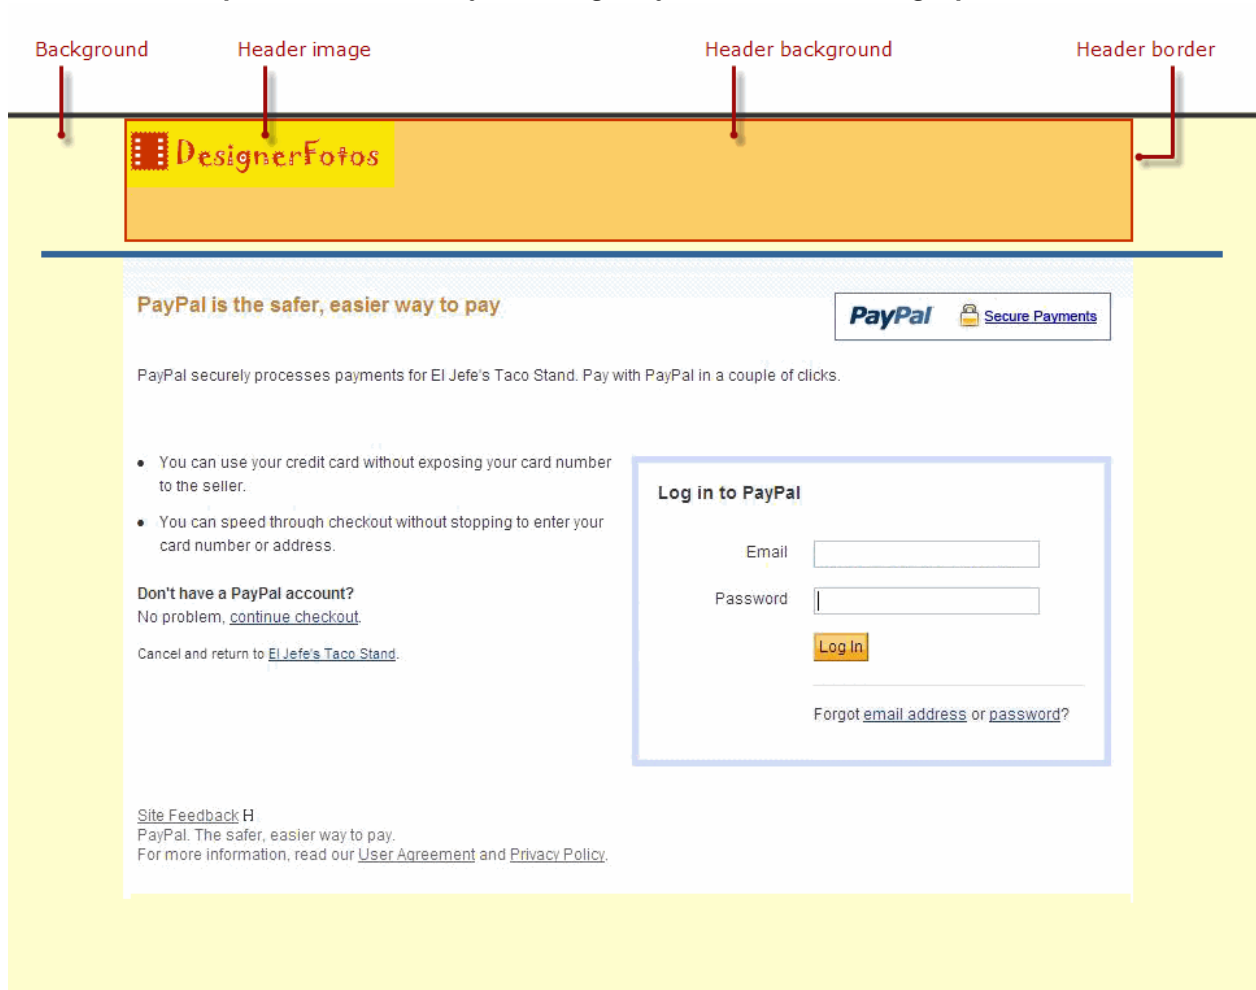 Background
Header image
Header background
Header border
DesignerFotos
PayPal is the safer, easier way to pay
PayPal Secure Payments
PayPal securely processes payments for El Jefe's Taco Stand. Pay with PayPal in a couple of clicks.
• You can use your credit card without exposing your card number
to the seller.
• You can speed through checkout without stopping to enter your
card number or address.
Don't have a PayPal account?
No problem, continue checkout.
Cancel and return to El Jefe's Taco Stand.
Log in to PayPal
Email
Password
Log In
Forgot email address or password?
Site Feedback H
PayPal. The safer, easier way to pay.
For more information, read our User Agreement and Privacy Policy.